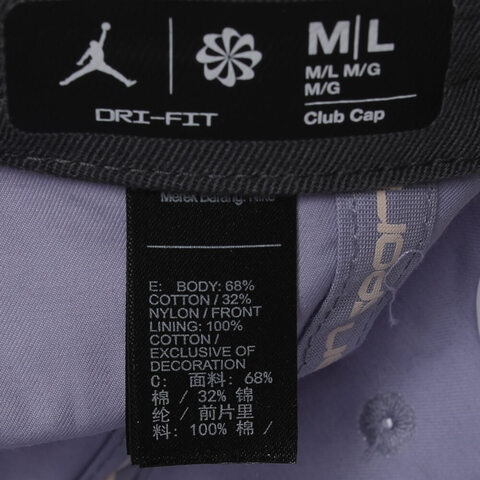 M|L
M/L M/G
M/G
DRI-FIT
Club Cap
Merek Barang: Nike
E: BODY: 68%
COTTON / 32%
NYLON / FRONT
LINING: 100%
COTTON /
EXCLUSIVE OF
DECORATION
C: 面料: 68%
棉 / 32% 锦
纶 / 前片里
料: 100% 棉 /